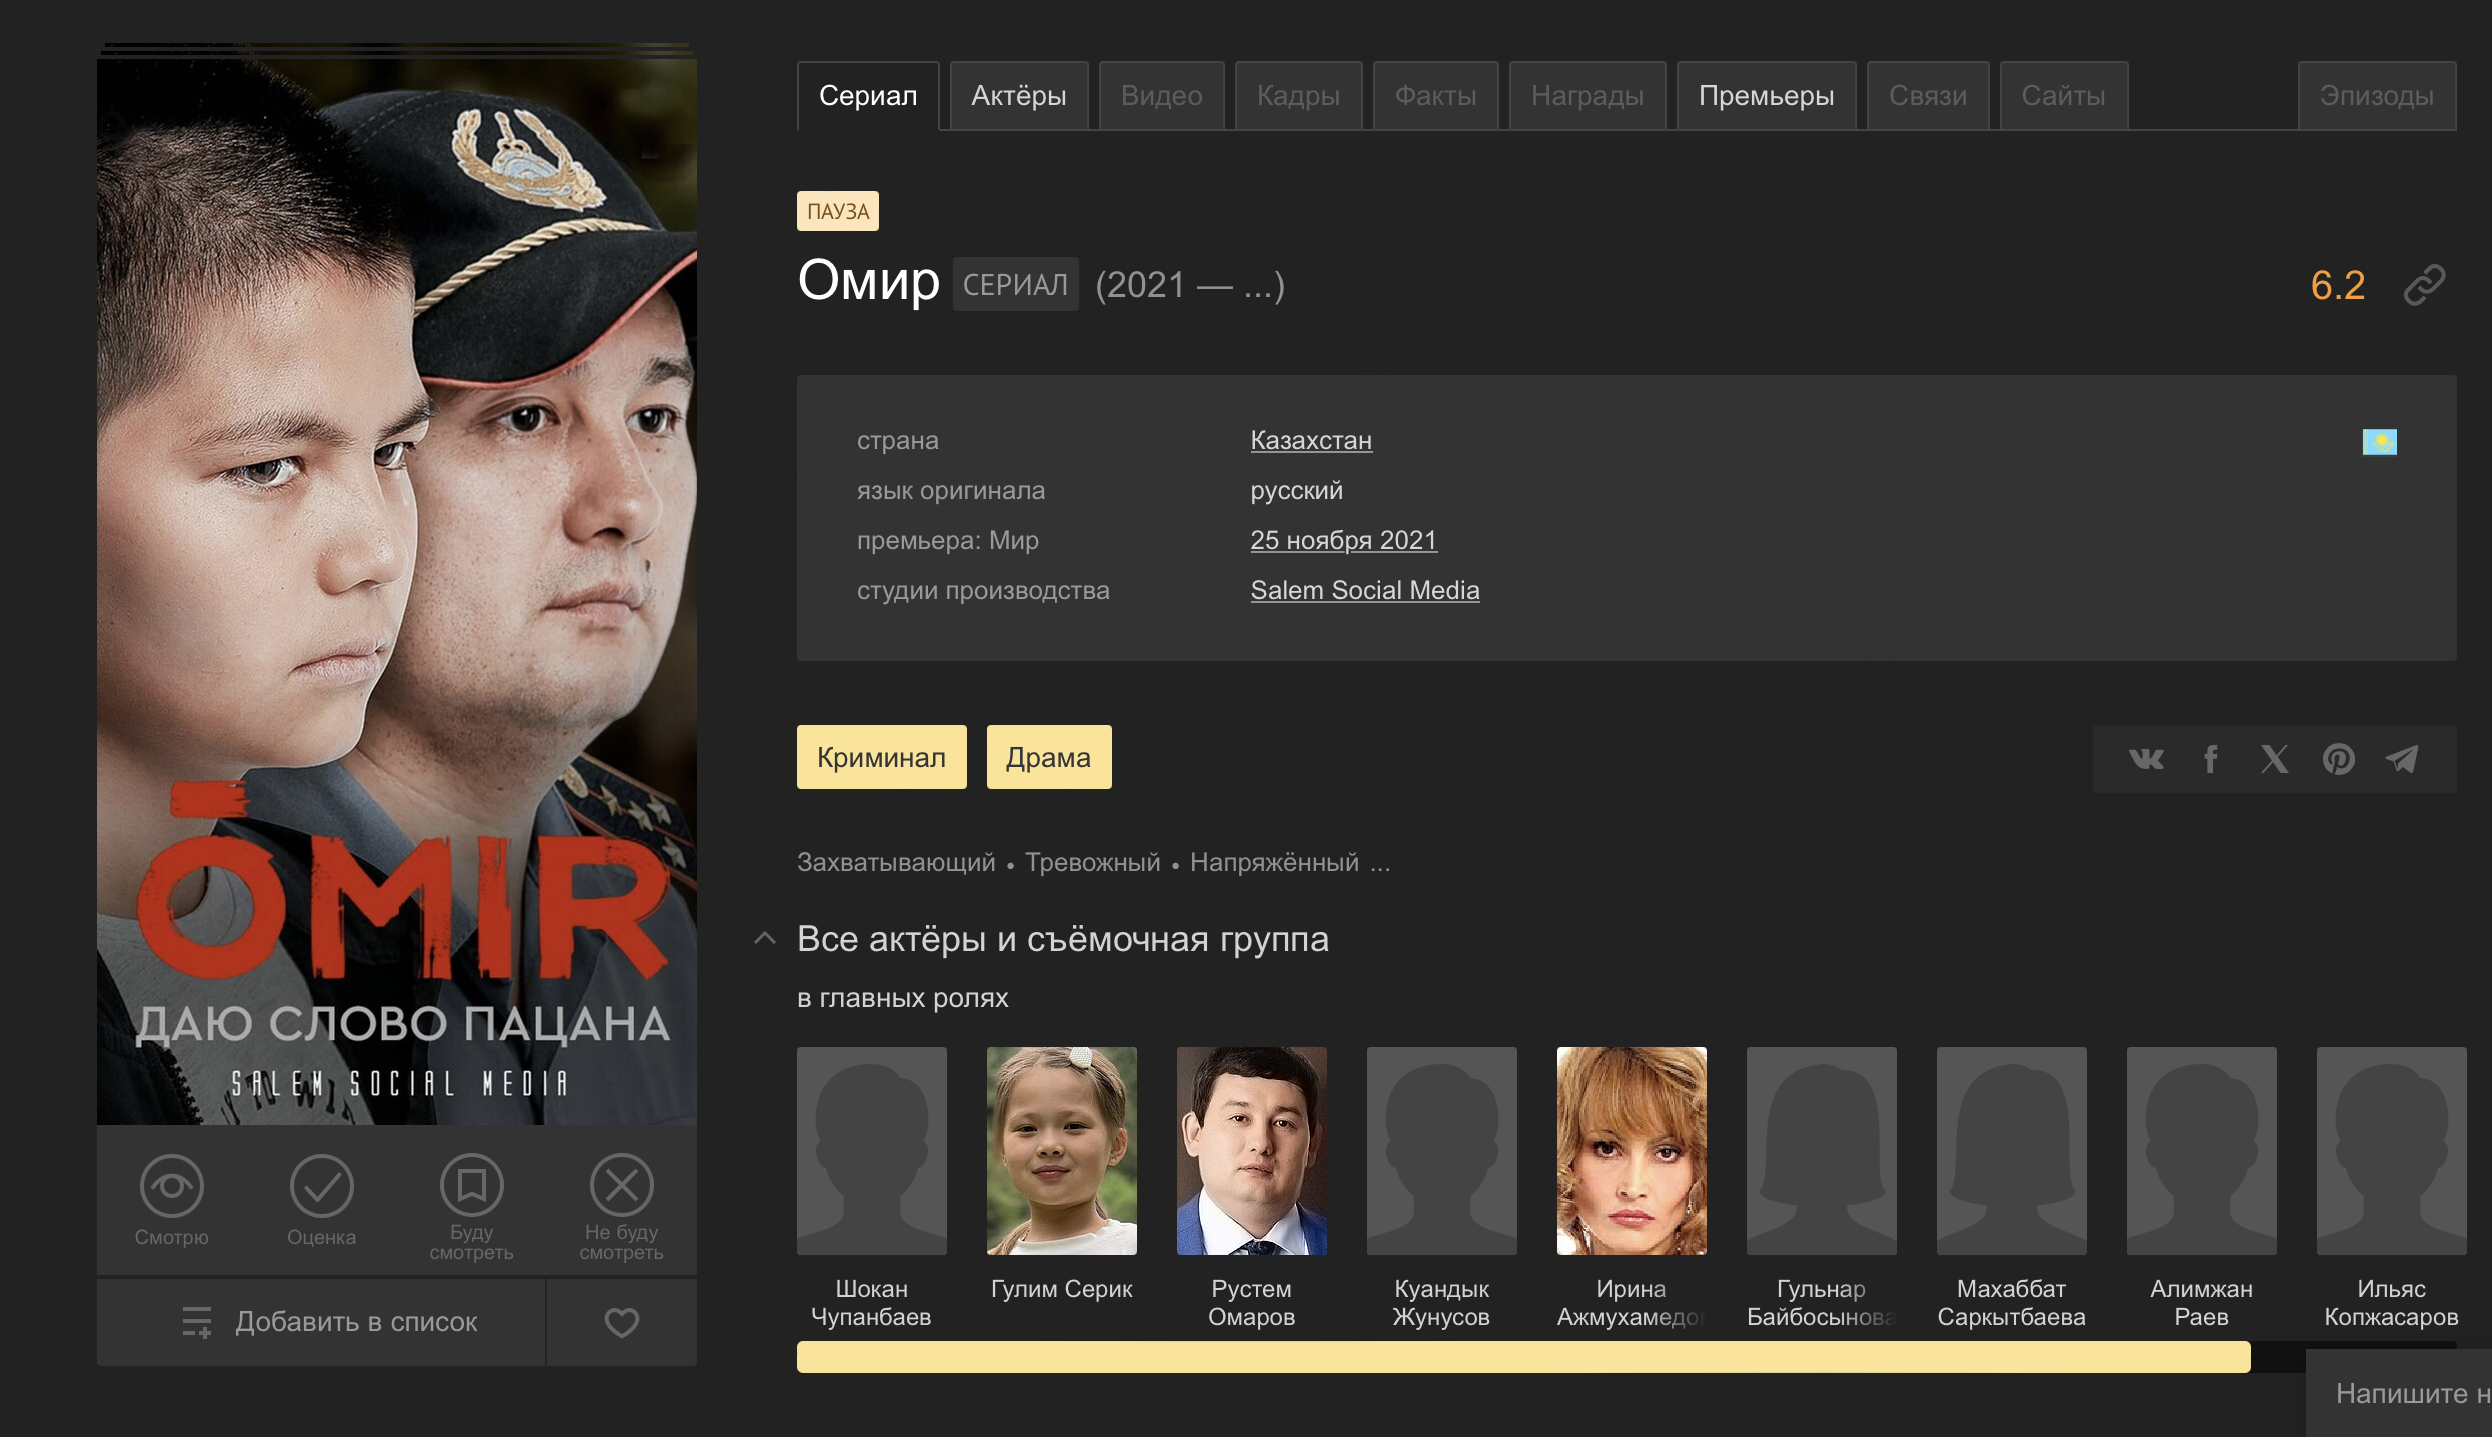 ŌMIR
ДАЮ СЛОВО ПАЦАНА
SALEM SOCIAL MEDIA
Смотрю
Оценка
Буду
смотреть
Не буду
смотреть
Добавить в список
Сериал
Актёры
Видео
Кадры
Факты
Награды
Премьеры
Связи
Сайты
Эпизоды
ПАУЗА
Омир СЕРИАЛ (2021 — ...)
6.2
страна Казахстан
язык оригинала русский
премьера: Мир 25 ноября 2021
студии производства Salem Social Media
Криминал
Драма
Захватывающий • Тревожный • Напряжённый ...
Все актёры и съёмочная группа
в главных ролях
Шокан
Чупанбаев
Гулим Серик
Рустем
Омаров
Куандык
Жунусов
Ирина
Ажмухамедо
Гульнар
Байбосынова
Махаббат
Саркытбаева
Алимжан
Раев
Ильяс
Копжасаров
Напишите н